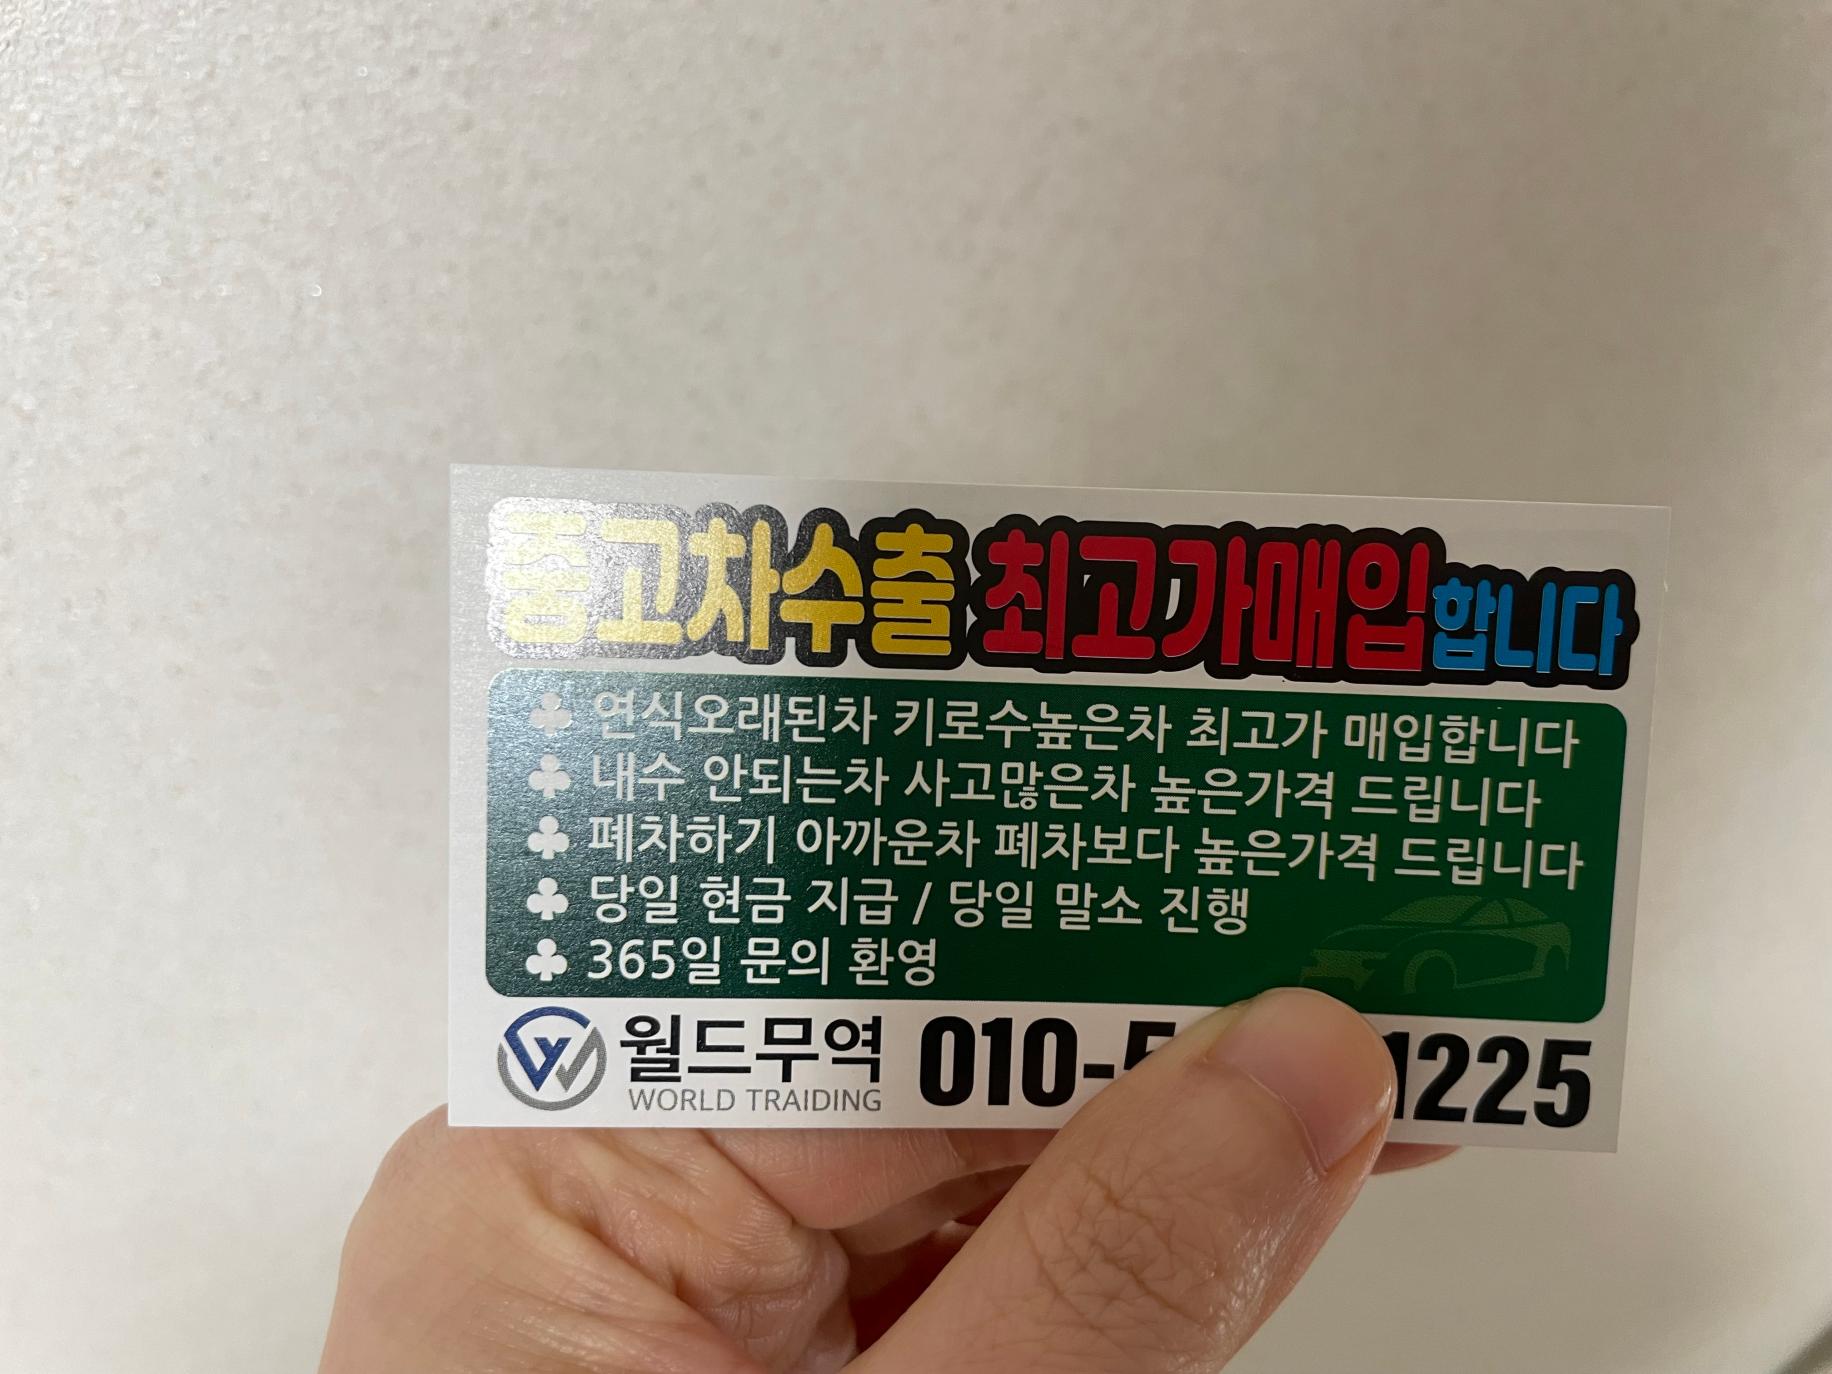 중고차수출 최고가매입합니다
♣ 연식오래된차 키로수높은차 최고가 매입합니다
♣ 내수 안되는차 사고많은차 높은가격 드립니다
♣ 폐차하기 아까운차 폐차보다 높은가격 드립니다
♣ 당일 현금 지급 / 당일 말소 진행
♣ 365일 문의 환영
월드무역 010-5 1225
WORLD TRAIDING